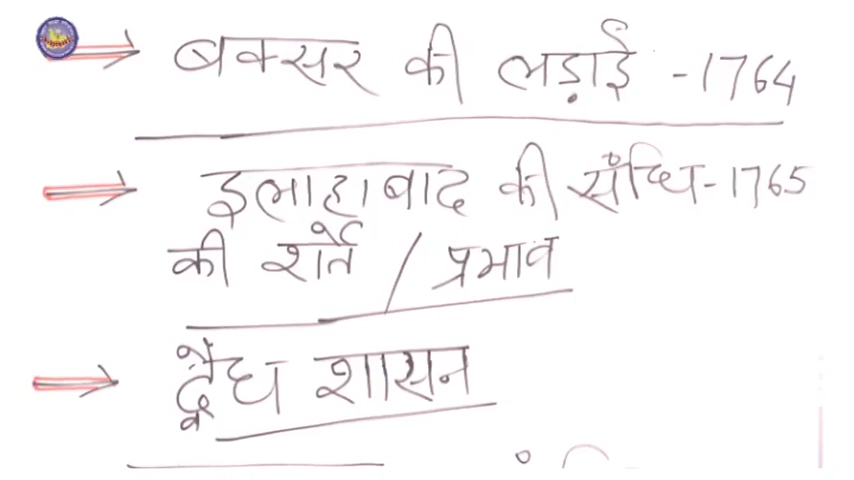 बक्सर की लड़ाई - 1764
इलाहाबाद की संधि - 1765
की शर्ते / प्रभाव
द्वैध शासन